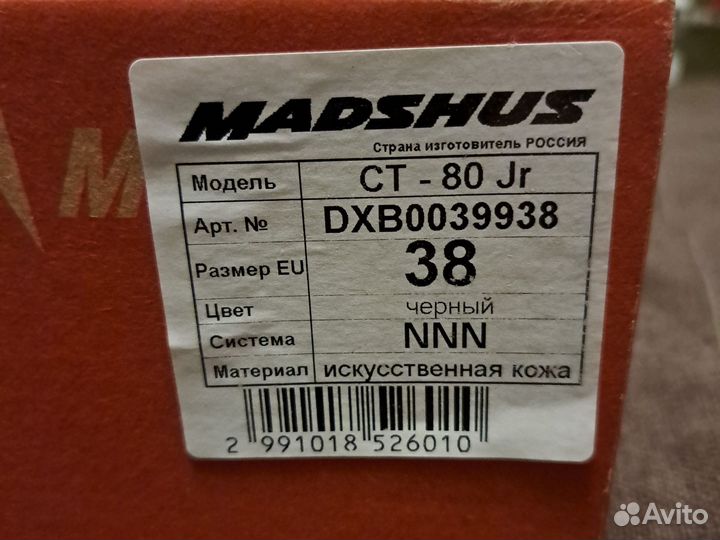 MADSHUS
Страна изготовитель РОССИЯ
Модель CT - 80 Jr
Арт. № DXB0039938
Размер EU 38
Цвет черный
Система NNN
Материал искусственная кожа
2 991018 526010
M
Avito